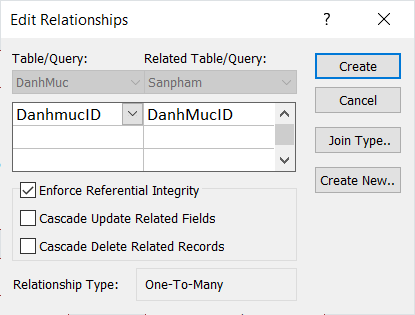 Edit Relationships
Table/Query: Related Table/Query:
DanhMuc Sanpham
DanhmucID DanhMucID
Enforce Referential Integrity
Cascade Update Related Fields
Cascade Delete Related Records
Relationship Type: One-To-Many
Create
Cancel
Join Type..
Create New..